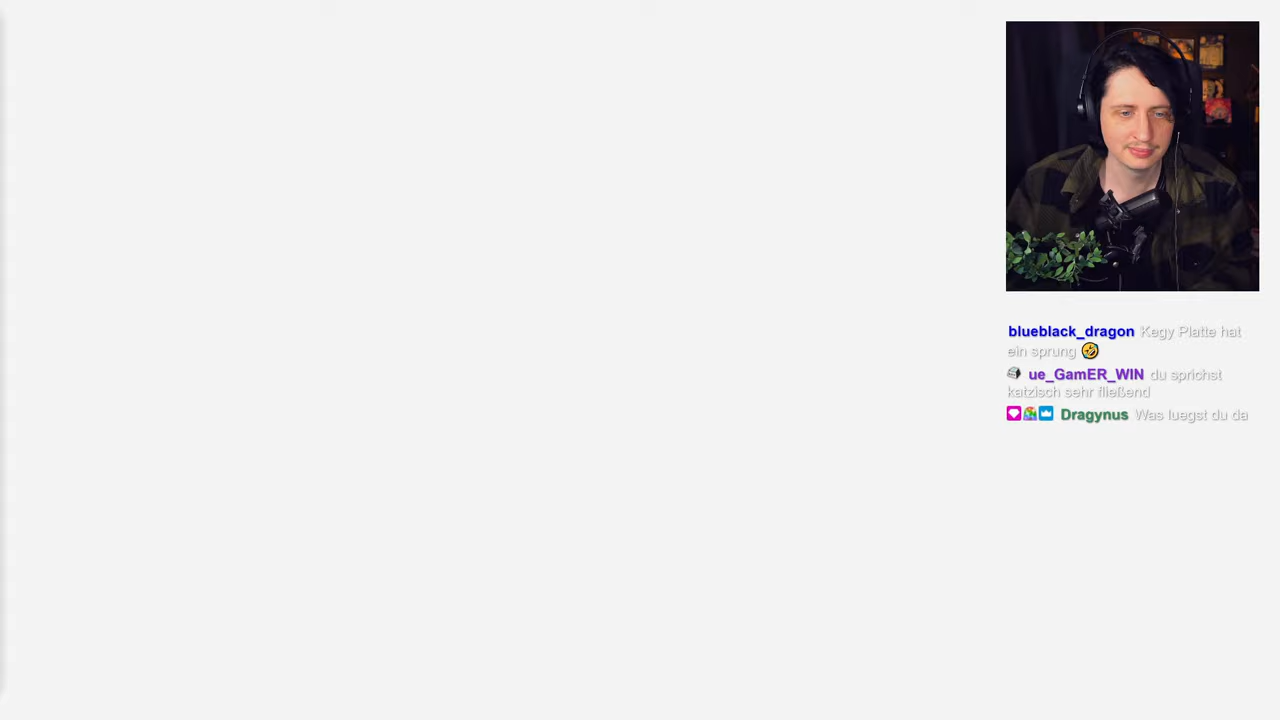 blueblack_dragon Kegy Platte hat
ein sprung 🤣
ue_GamER_WIN du sprichst
katzisch sehr fließend
Dragynus Was luegst du da